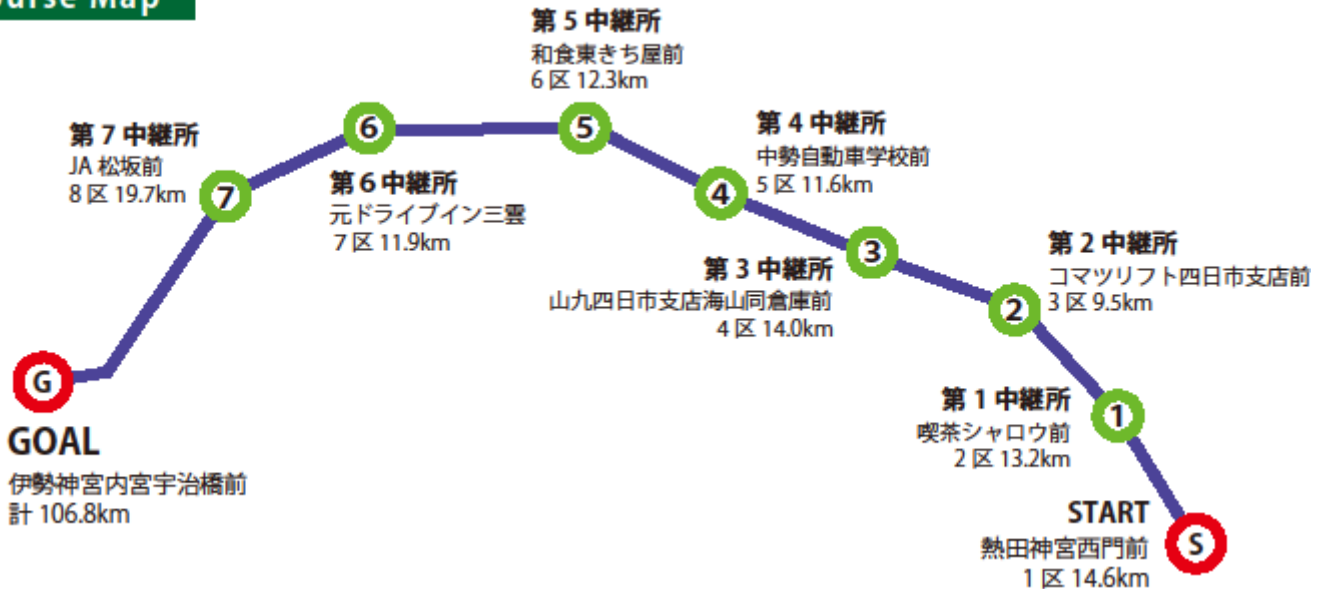 Course Map
第 5 中継所
和食東きち屋前
6 区 12.3km
第 7 中継所
JA 松坂前
8 区 19.7km
6
5
第 4 中継所
中勢自動車学校前
5 区 11.6km
第 6 中継所
元ドライブイン三雲
7 区 11.9km
7
4
3
第 3 中継所
山九四日市支店海山同倉庫前
4 区 14.0km
第 2 中継所
コマツリフト四日市支店前
3 区 9.5km
2
G
GOAL
伊勢神宮内宮宇治橋前
計 106.8km
第 1 中継所
喫茶シャロウ前
2 区 13.2km
1
START
熱田神宮西門前
1 区 14.6km
S